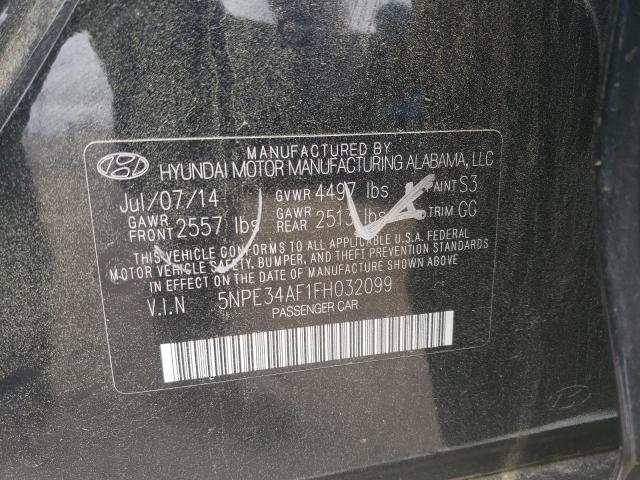 MANUFACTURED BY
HYUNDAI MOTOR MANUFACTURING ALABAMA, LLC
Jul/07/14 GVWR 4497 lbs PAINT S3
GAWR FRONT 2557 lbs GAWR REAR 2513 lbs TRIM GG
THIS VEHICLE CONFORMS TO ALL APPLICABLE U.S.A. FEDERAL
MOTOR VEHICLE SAFETY, BUMPER, AND THEFT PREVENTION STANDARDS
IN EFFECT ON THE DATE OF MANUFACTURE SHOWN ABOVE
V.I.N 5NPE34AF1FH032099
PASSENGER CAR